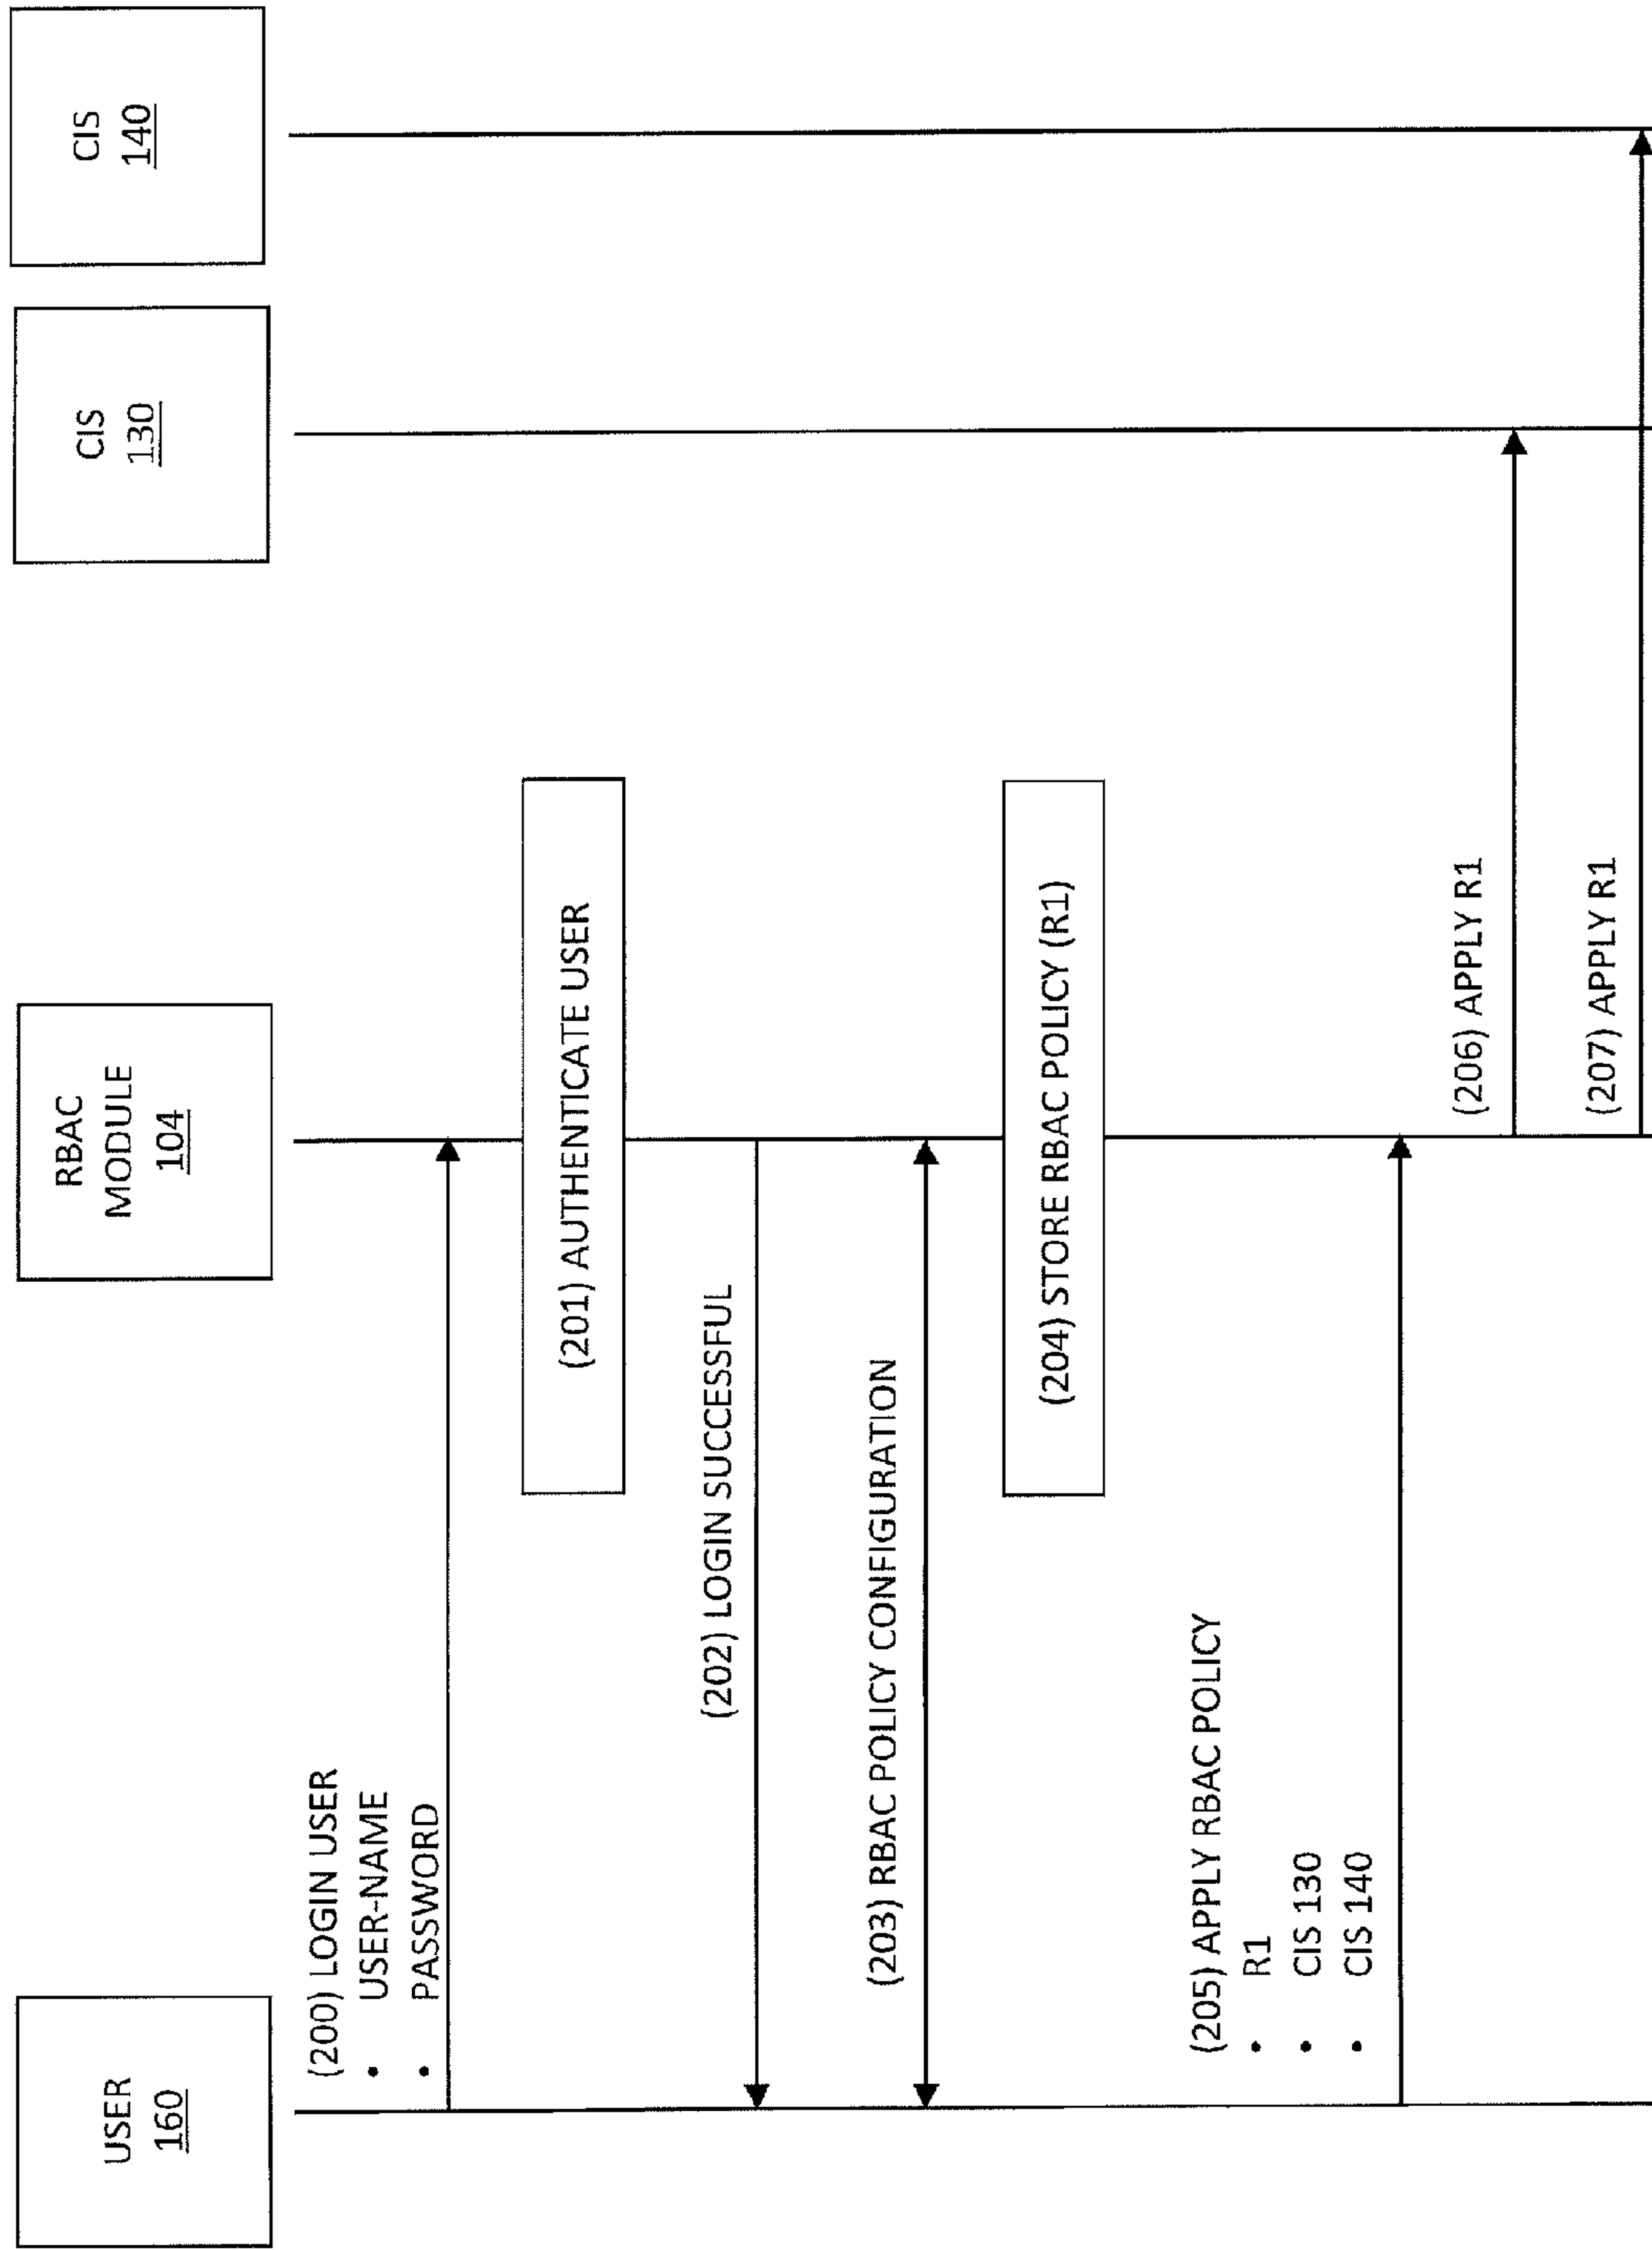 USER
160
RBAC
MODULE
104
CIS
130
CIS
140
(200) LOGIN USER
• USER-NAME
• PASSWORD
(201) AUTHENTICATE USER
(202) LOGIN SUCCESSFUL
(203) RBAC POLICY CONFIGURATION
(204) STORE RBAC POLICY (R1)
(205) APPLY RBAC POLICY
• R1
• CIS 130
• CIS 140
(206) APPLY R1
(207) APPLY R1